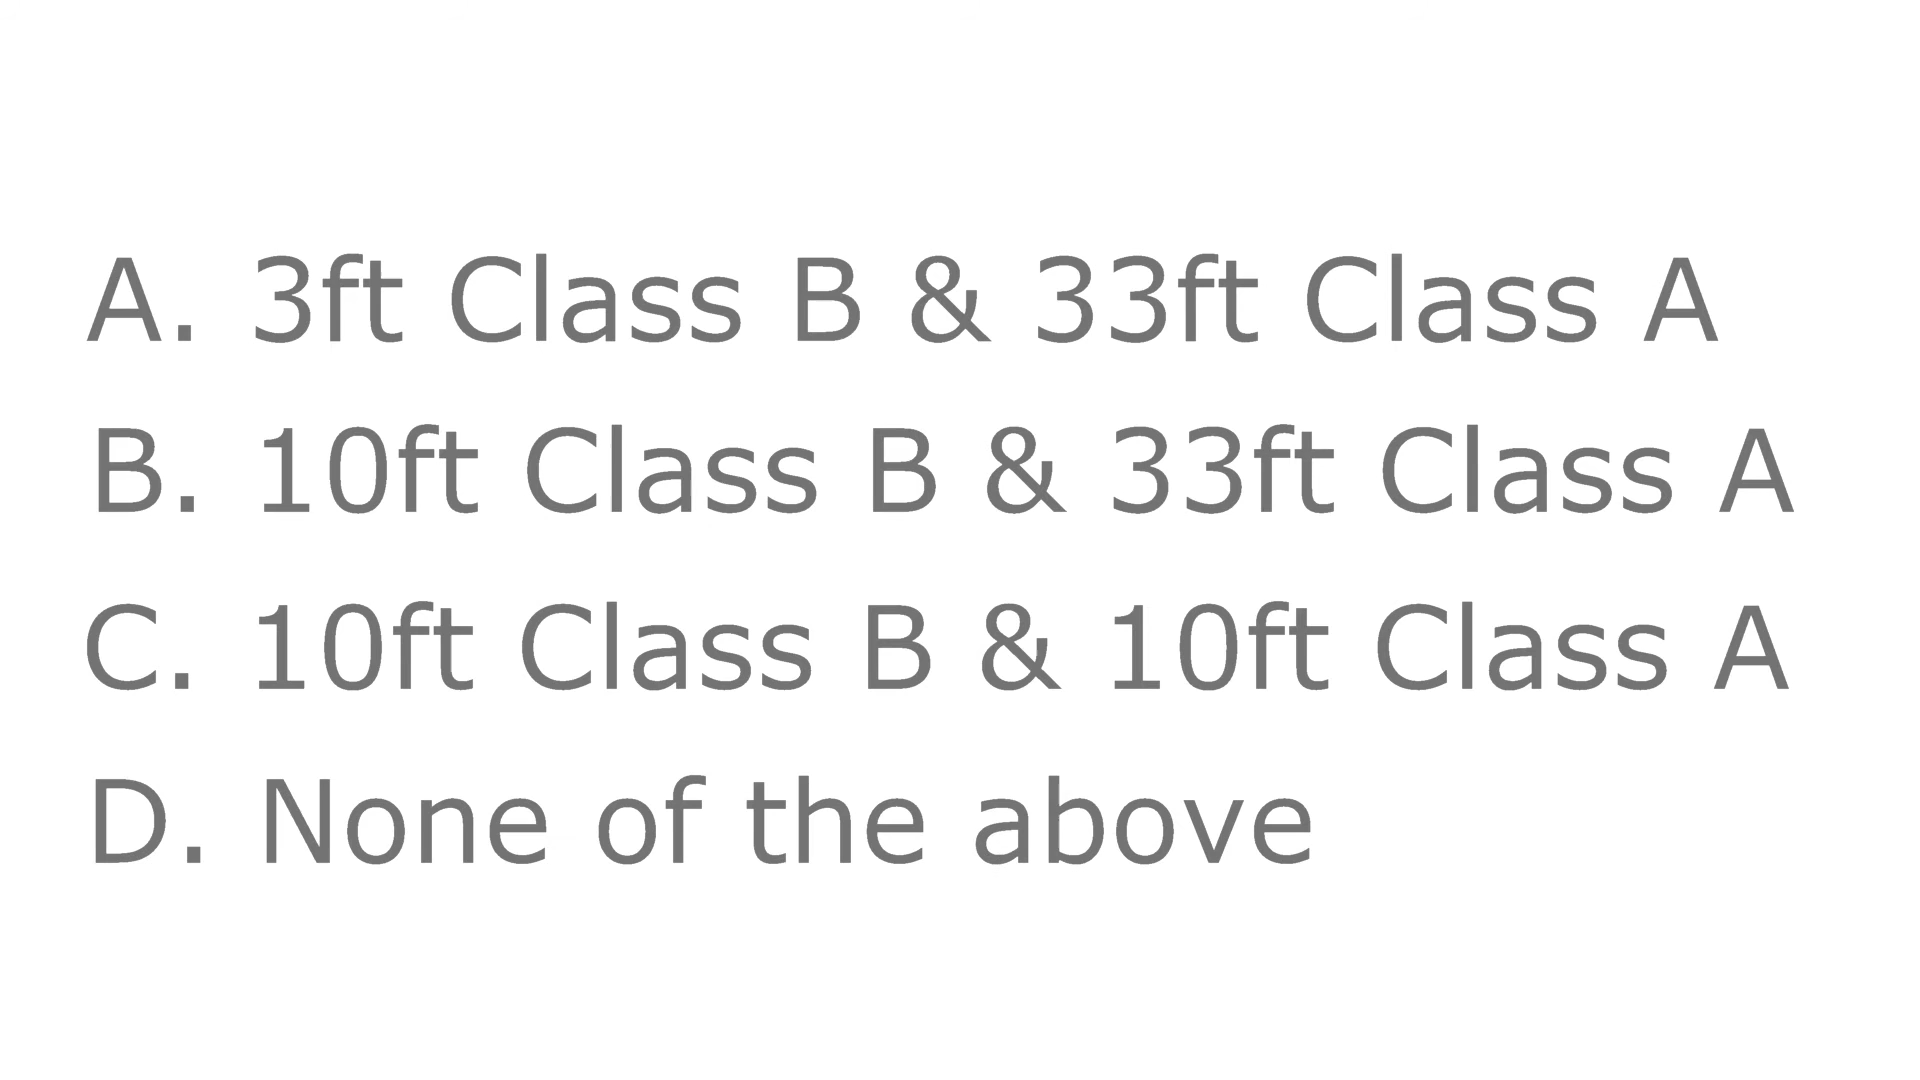 A. 3ft Class B & 33ft Class A
B. 10ft Class B & 33ft Class A
C. 10ft Class B & 10ft Class A
D. None of the above